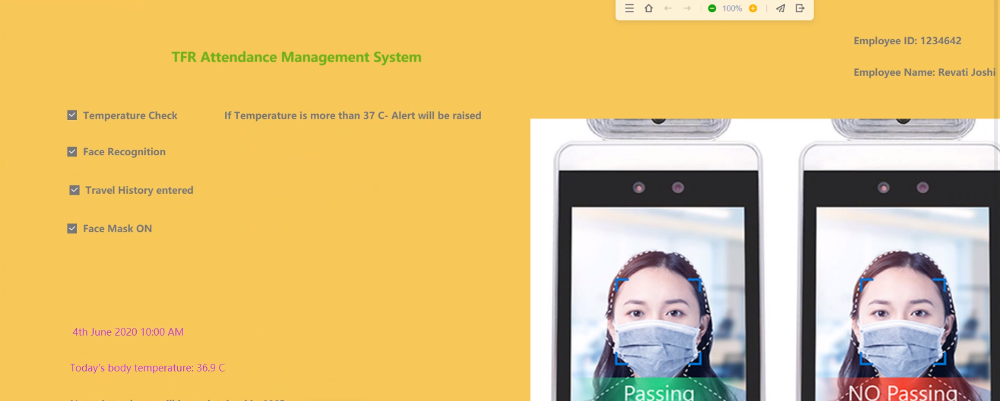 100%
Employee ID: 1234642
TFR Attendance Management System
Employee Name: Revati Joshi
Temperature Check If Temperature is more than 37 C- Alert will be raised
Face Recognition
Travel History entered
Face Mask ON
4th June 2020 10:00 AM
Today's body temperature: 36.9 C
Passing
NO Passing